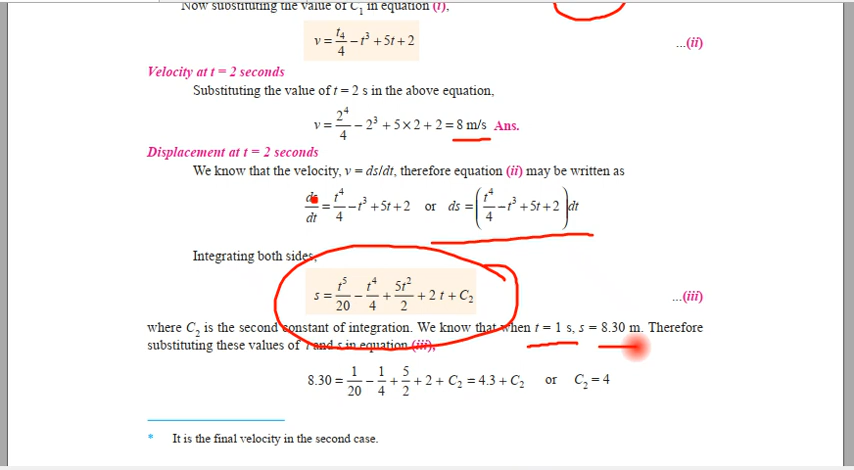 Now substituting the value of C₁ in equation (i),
v = t₄/4 − t³ + 5t + 2 ...(ii)
Velocity at t = 2 seconds
Substituting the value of t = 2 s in the above equation,
v = 2⁴/4 − 2³ + 5 × 2 + 2 = 8 m/s Ans.
Displacement at t = 2 seconds
We know that the velocity, v = ds/dt, therefore equation (ii) may be written as
ds/dt = t⁴/4 − t³ + 5t + 2 or ds = (t⁴/4 − t³ + 5t + 2) dt
Integrating both sides,
s = t⁵/20 − t⁴/4 + 5t²/2 + 2 t + C₂ ...(iii)
where C₂ is the second constant of integration. We know that when t = 1 s, s = 8.30 m. Therefore
substituting these values of t and s in equation (iii),
8.30 = 1/20 − 1/4 + 5/2 + 2 + C₂ = 4.3 + C₂ or C₂ = 4
* It is the final velocity in the second case.